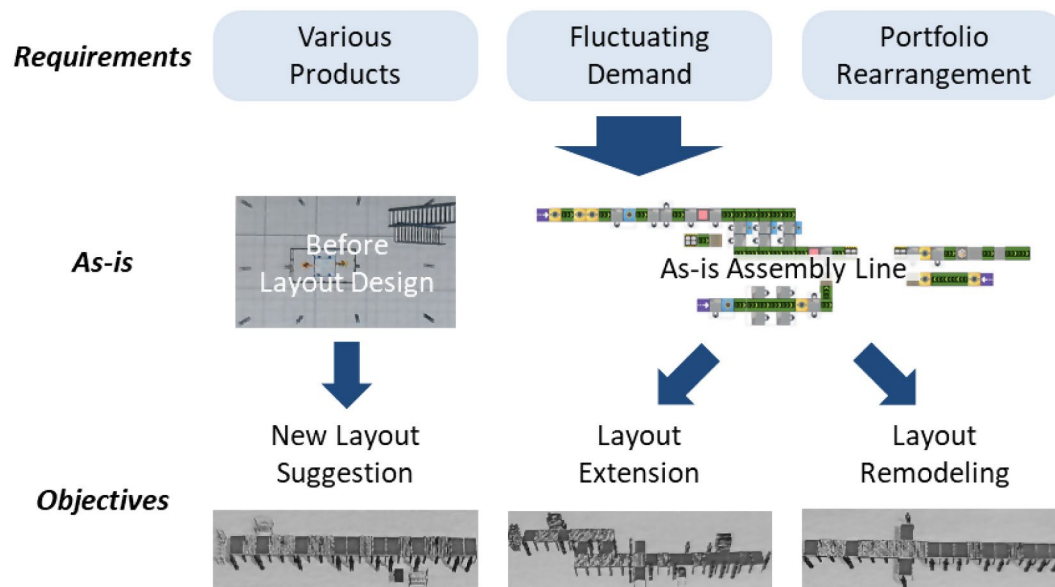 Requirements
Various
Products
Fluctuating
Demand
Portfolio
Rearrangement
As-is
Before
Layout Design
As-is Assembly Line
Objectives
New Layout
Suggestion
Layout
Extension
Layout
Remodeling